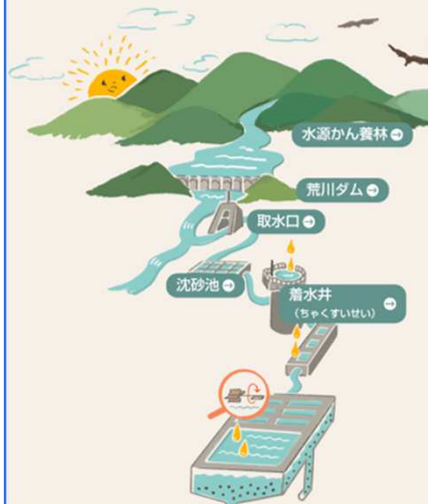 水源かん養林
荒川ダム
取水口
沈砂池
着水井
（ちゃくすいせい）